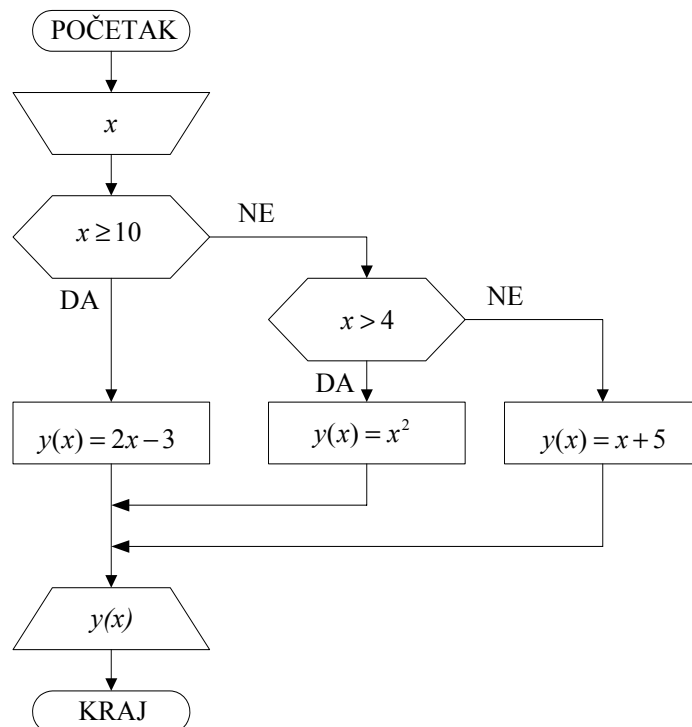 POČETAK
x
x ≥ 10
NE
DA
x > 4
NE
DA
y(x) = 2x − 3
y(x) = x²
y(x) = x + 5
y(x)
KRAJ